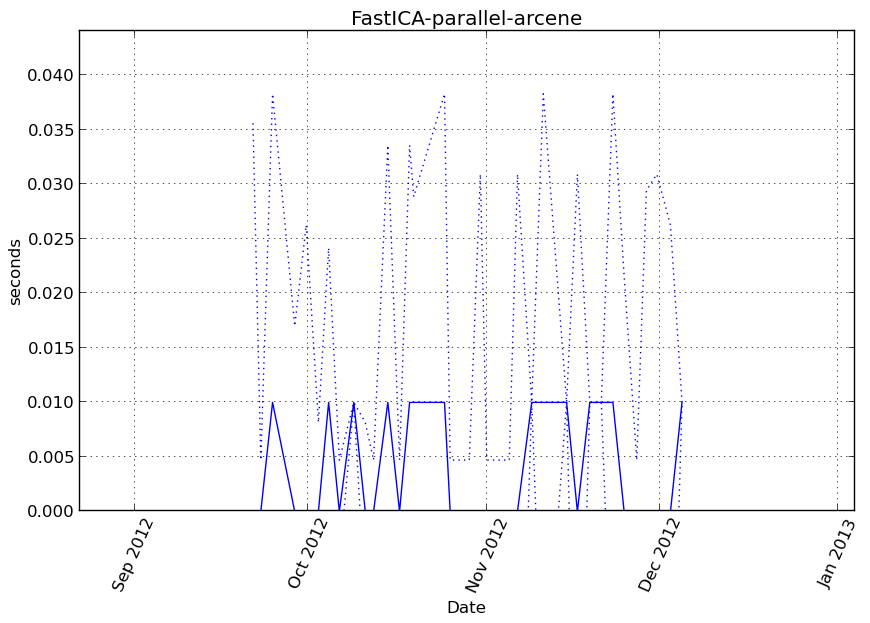 FastICA-parallel-arcene
0.040
0.035
0.030
0.025
0.020
0.015
0.010
0.005
0.000
seconds
Sep 2012
Oct 2012
Nov 2012
Dec 2012
Jan 2013
Date